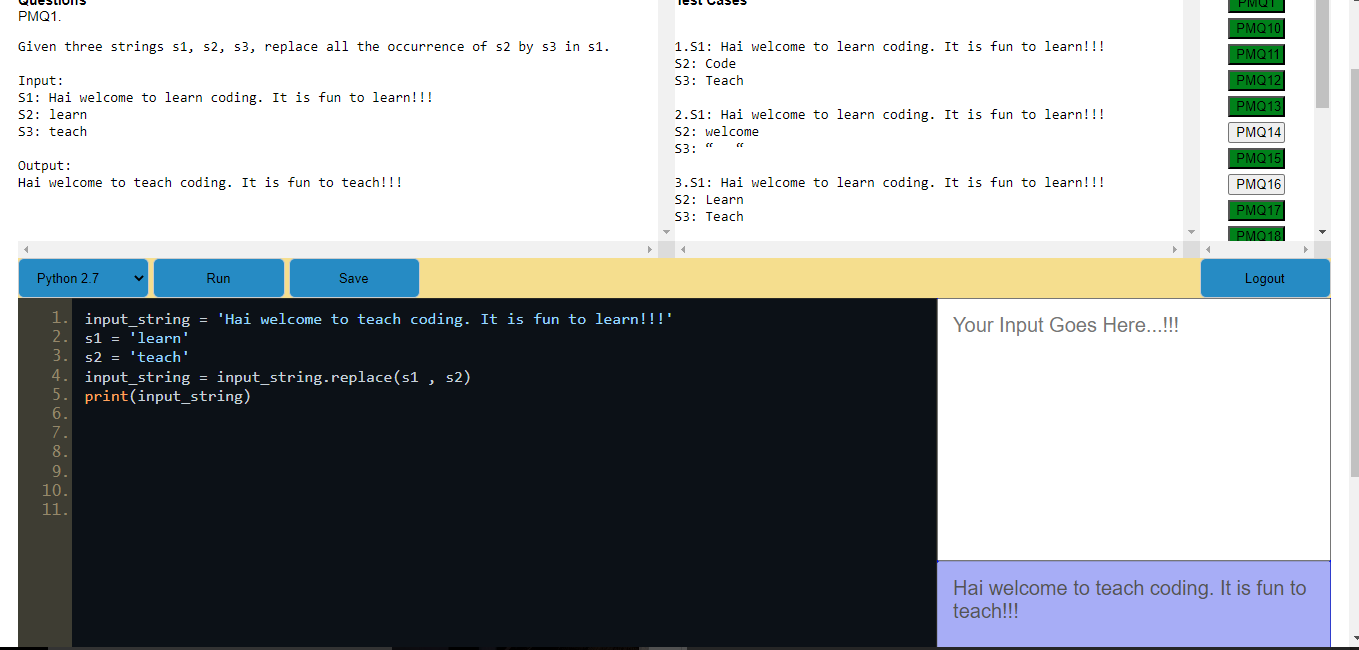 Questions
PMQ1.
Given three strings s1, s2, s3, replace all the occurrence of s2 by s3 in s1.
Input:
S1: Hai welcome to learn coding. It is fun to learn!!!
S2: learn
S3: teach
Output:
Hai welcome to teach coding. It is fun to teach!!!
Test Cases
1.S1: Hai welcome to learn coding. It is fun to learn!!!
S2: Code
S3: Teach
2.S1: Hai welcome to learn coding. It is fun to learn!!!
S2: welcome
S3: “   “
3.S1: Hai welcome to learn coding. It is fun to learn!!!
S2: Learn
S3: Teach
PMQ1
PMQ10
PMQ11
PMQ12
PMQ13
PMQ14
PMQ15
PMQ16
PMQ17
PMQ18
Python 2.7
Run
Save
Logout
1. input_string = 'Hai welcome to teach coding. It is fun to learn!!!'
2. s1 = 'learn'
3. s2 = 'teach'
4. input_string = input_string.replace(s1 , s2)
5. print(input_string)
6.
7.
8.
9.
10.
11.
Your Input Goes Here...!!!
Hai welcome to teach coding. It is fun to
teach!!!